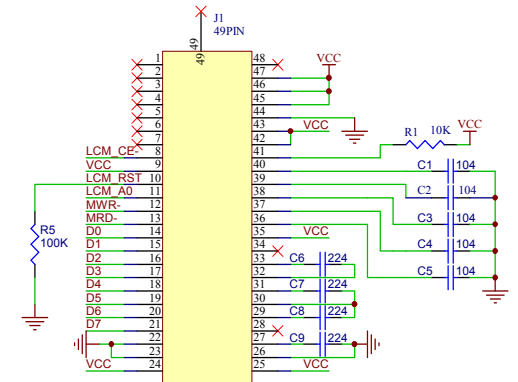 J1
49PIN
49
49
1 48
2 47 VCC
3 46
4 45
5 44
6 43 VCC
7 42 R1 10K VCC
LCM_CE- 8 41
VCC 9 40 C1 104
LCM_RST 10 39 C2 104
LCM_A0 11 38
MWR- 12 37 C3 104
MRD- 13 36
D0 14 35 VCC C4 104
R5 100K
D1 15 34
D2 16 33 C6 224 C5 104
D3 17 32
D4 18 31 C7 224
D5 19 30
D6 20 29 C8 224
D7 21 28
22 27 C9 224
23 26
VCC 24 25 VCC